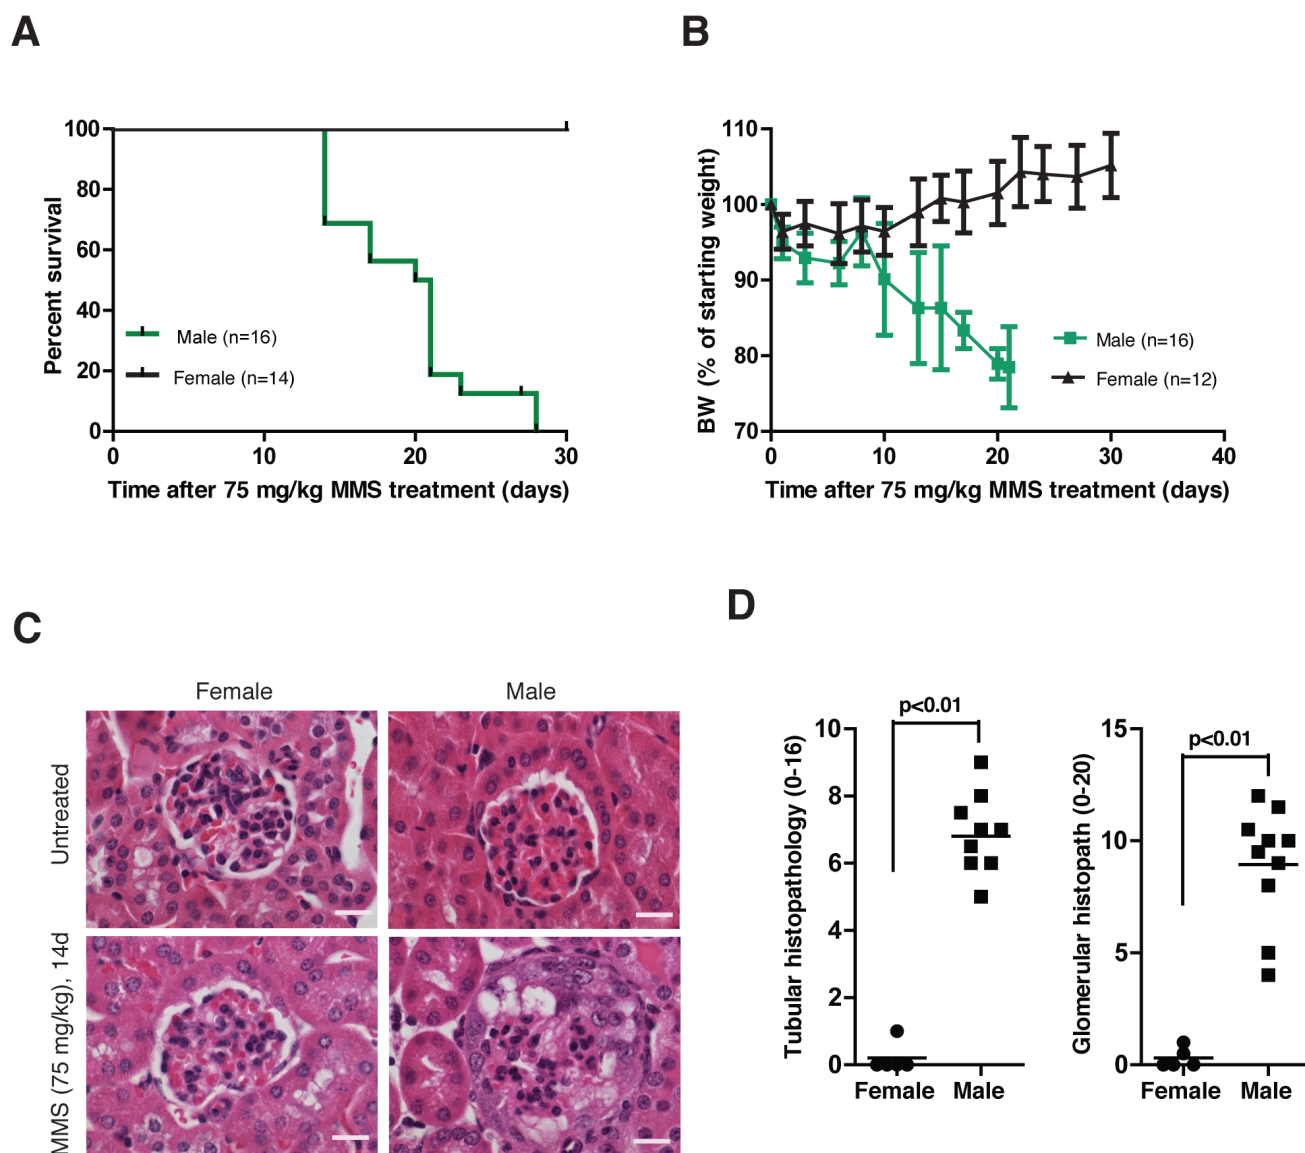 A
B
100
80
60
40
20
0
Percent survival
Male (n=16)
Female (n=14)
0 10 20 30
Time after 75 mg/kg MMS treatment (days)
110
100
90
80
70
BW (% of starting weight)
Male (n=16)
Female (n=12)
0 10 20 30 40
Time after 75 mg/kg MMS treatment (days)
C
D
Female Male
Untreated
MMS (75 mg/kg), 14d
p<0.01
10
8
6
4
2
0
Tubular histopathology (0-16)
Female Male
p<0.01
15
10
5
0
Glomerular histopath (0-20)
Female Male